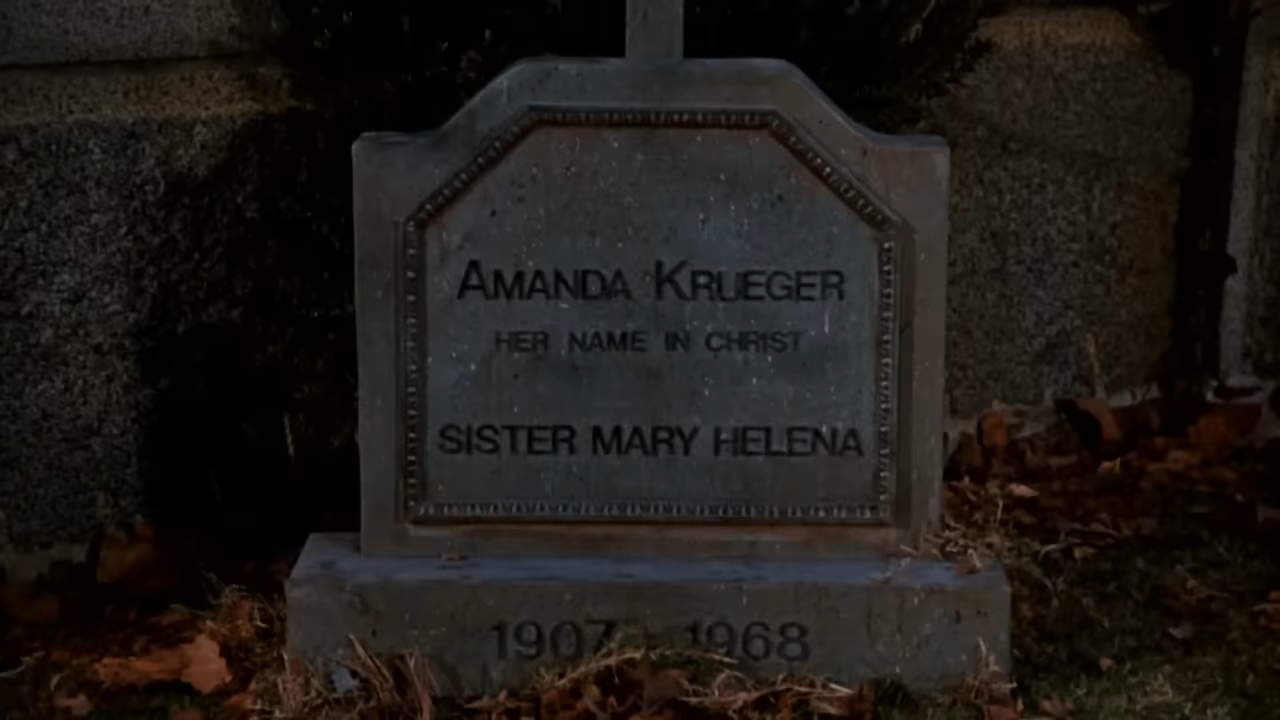 AMANDA KRUEGER
HER NAME IN CHRIST
SISTER MARY HELENA
1907 - 1968